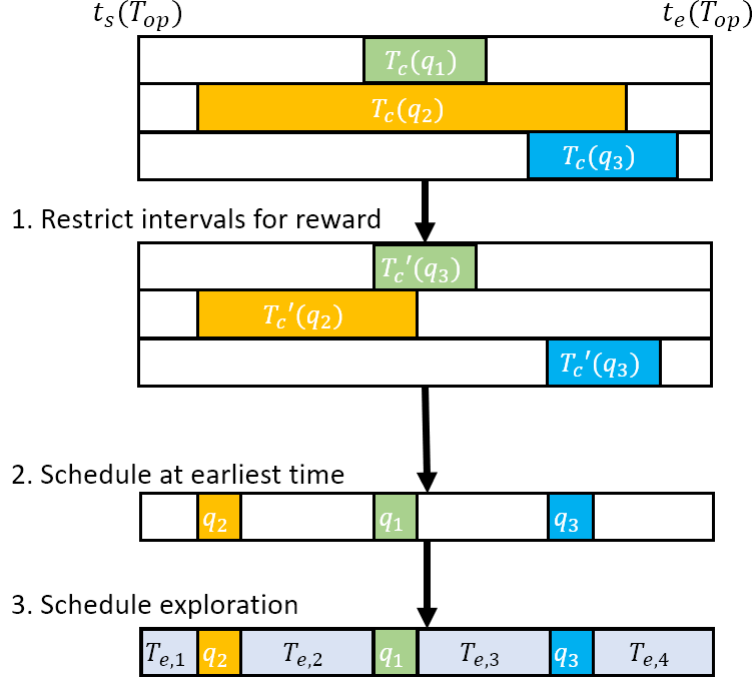 t_s(T_op) t_e(T_op)
T_c(q_1)
T_c(q_2)
T_c(q_3)
1. Restrict intervals for reward
T_c'(q_3)
T_c'(q_2)
T_c'(q_3)
2. Schedule at earliest time
q_2 q_1 q_3
3. Schedule exploration
T_e,1 q_2 T_e,2 q_1 T_e,3 q_3 T_e,4